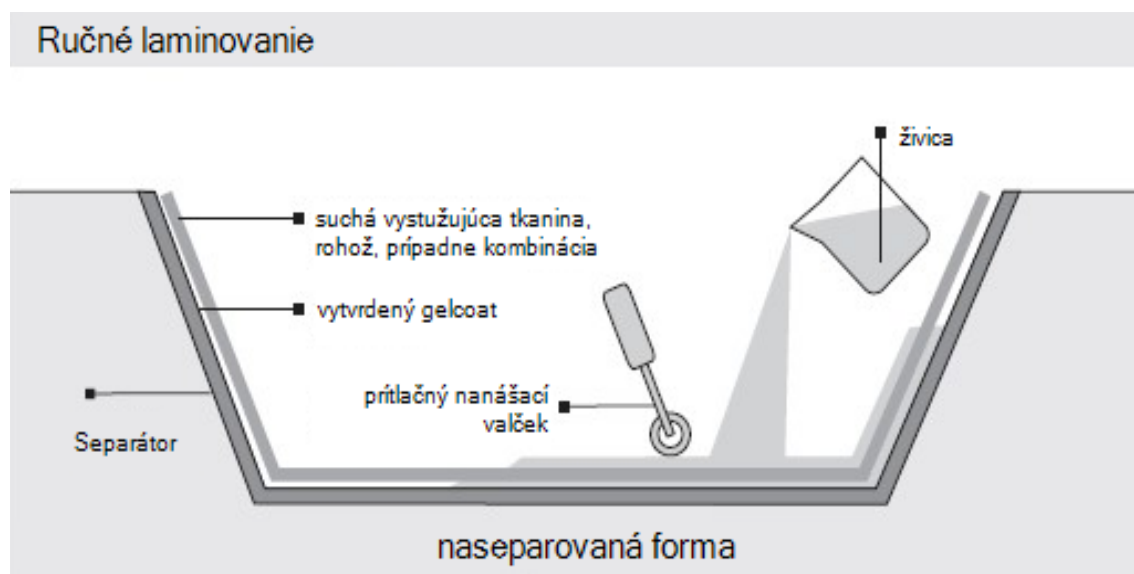 Ručné laminovanie
živica
suchá vystužujúca tkanina,
rohož, prípadne kombinácia
vytvrdený gelcoat
prítlačný nanášací
valček
Separátor
naseparovaná forma